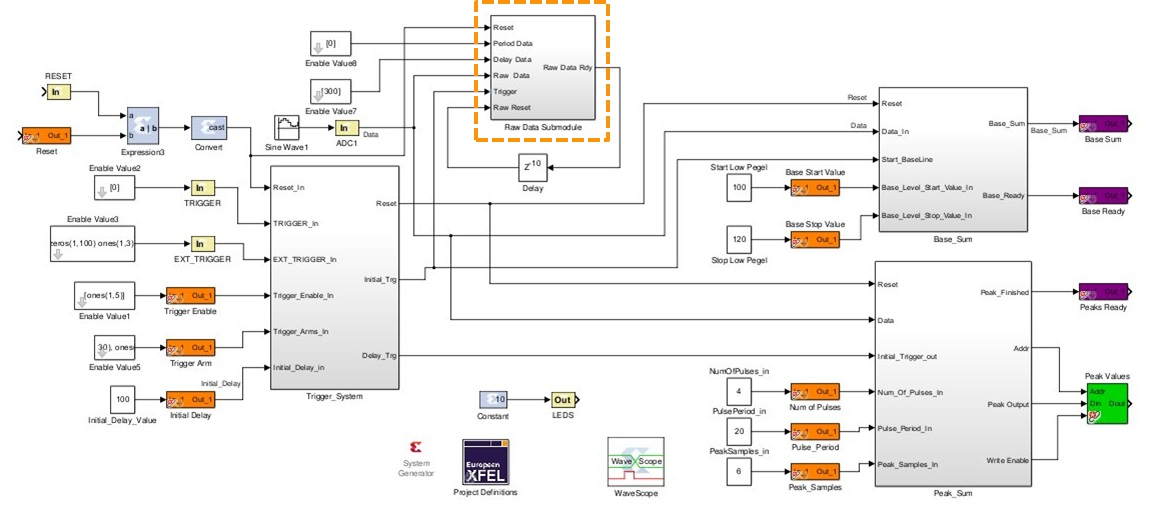 Reset
Period Data
Delay Data
Raw Data
Trigger
Raw Reset
Raw Data Rdy
Raw Data Submodule
[0]
Enable Value8
[300]
Enable Value7
Sine Wave1
In
ADC1
Data
z-10
Delay
RESET
In
Out_1
Reset
a
b
a | b
Expression3
cast
Convert
Enable Value2
[0]
In
TRIGGER
Enable Value3
zeros(1,100) ones(1,3)
In
EXT_TRIGGER
[ones(1,5)]
Enable Value1
Out_1
Trigger Enable
30), ones
Enable Value5
Out_1
Trigger Arm
100
Initial_Delay_Value
Out_1
Initial Delay
Initial_Delay
Reset_In
TRIGGER_In
EXT_TRIGGER_In
Trigger_Enable_In
Trigger_Arms_In
Initial_Delay_in
Reset
Initial_Trg
Delay_Trg
Trigger_System
Reset
Data
Reset
Data_In
Start_BaseLine
Base_Level_Start_Value_In
Base_Level_Stop_Value_In
Base_Sum
Base_Ready
Base_Sum
Base_Sum
Out
Base Sum
Out
Base Ready
Start Low Pegel
100
Base Start Value
Out_1
Base Stop Value
Out_1
120
Stop Low Pegel
Reset
Data
Initial_Trigger_out
Num_Of_Pulses_In
Pulse_Period_In
Peak_Samples_In
Peak_Finished
Addr
Peak Output
Write Enable
Peak_Sum
Out
Peaks Ready
Peak Values
Addr
Din
Dout
NumOfPulses_in
4
Out_1
Num of Pulses
PulsePeriod_in
20
Out_1
Pulse_Period
PeakSamples_in
6
Out_1
Peak_Samples
10
Constant
Out
LEDS
System
Generator
European
XFEL
Project Definitions
Wave Scope
WaveScope